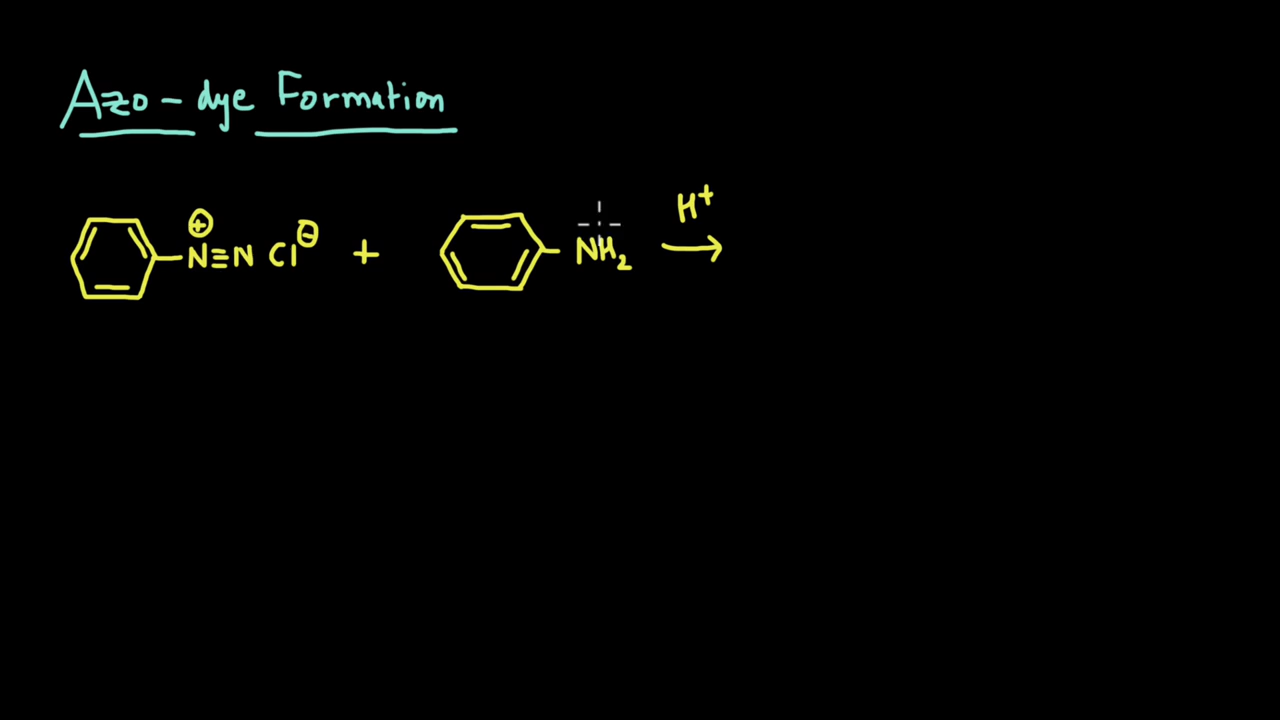 Azo-dye Formation
⊕ ⊖ H⁺
N≡N Cl + NH₂ →